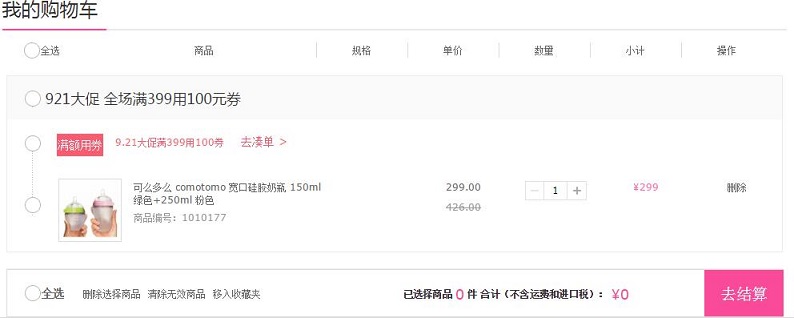 我的购物车
全选 商品 规格 单价 数量 小计 操作
921大促 全场满399用100元券
满额用券 9.21大促满399用100券 去凑单 >
可么多么 comotomo 宽口硅胶奶瓶 150ml 299.00 － 1 + ¥299 删除
绿色+250ml 粉色
426.00
商品编号：1010177
全选 删除选择商品 清除无效商品 移入收藏夹 已选择商品 0 件 合计（不含运费和进口税）： ¥0 去结算